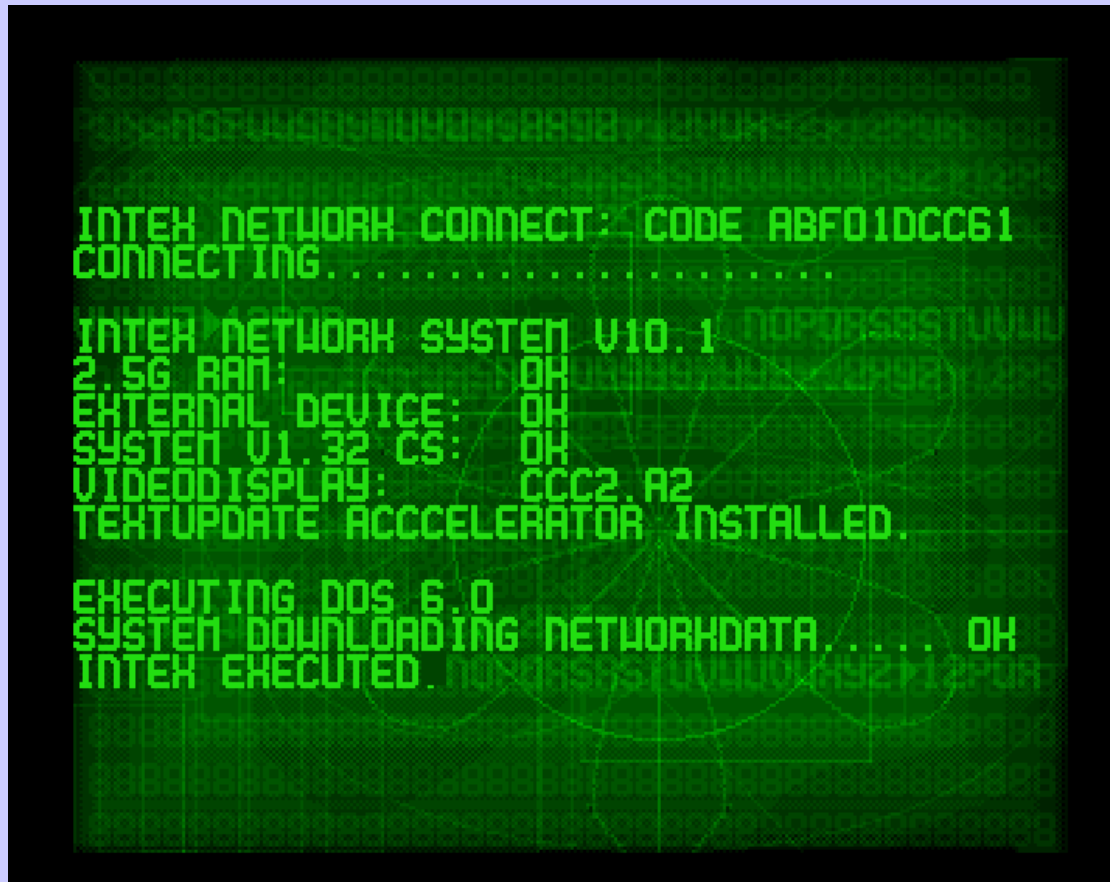 INTEX NETWORK CONNECT: CODE ABF01DCC61
CONNECTING.....................
INTEX NETWORK SYSTEM V10.1
2.5G RAM: OK
EXTERNAL DEVICE: OK
SYSTEM V1.32 CS: OK
VIDEODISPLAY: CCC2.A2
TEXTUPDATE ACCCELERATOR INSTALLED.
EXECUTING DOS 6.0
SYSTEM DOWNLOADING NETWORKDATA..... OK
INTEX EXECUTED.